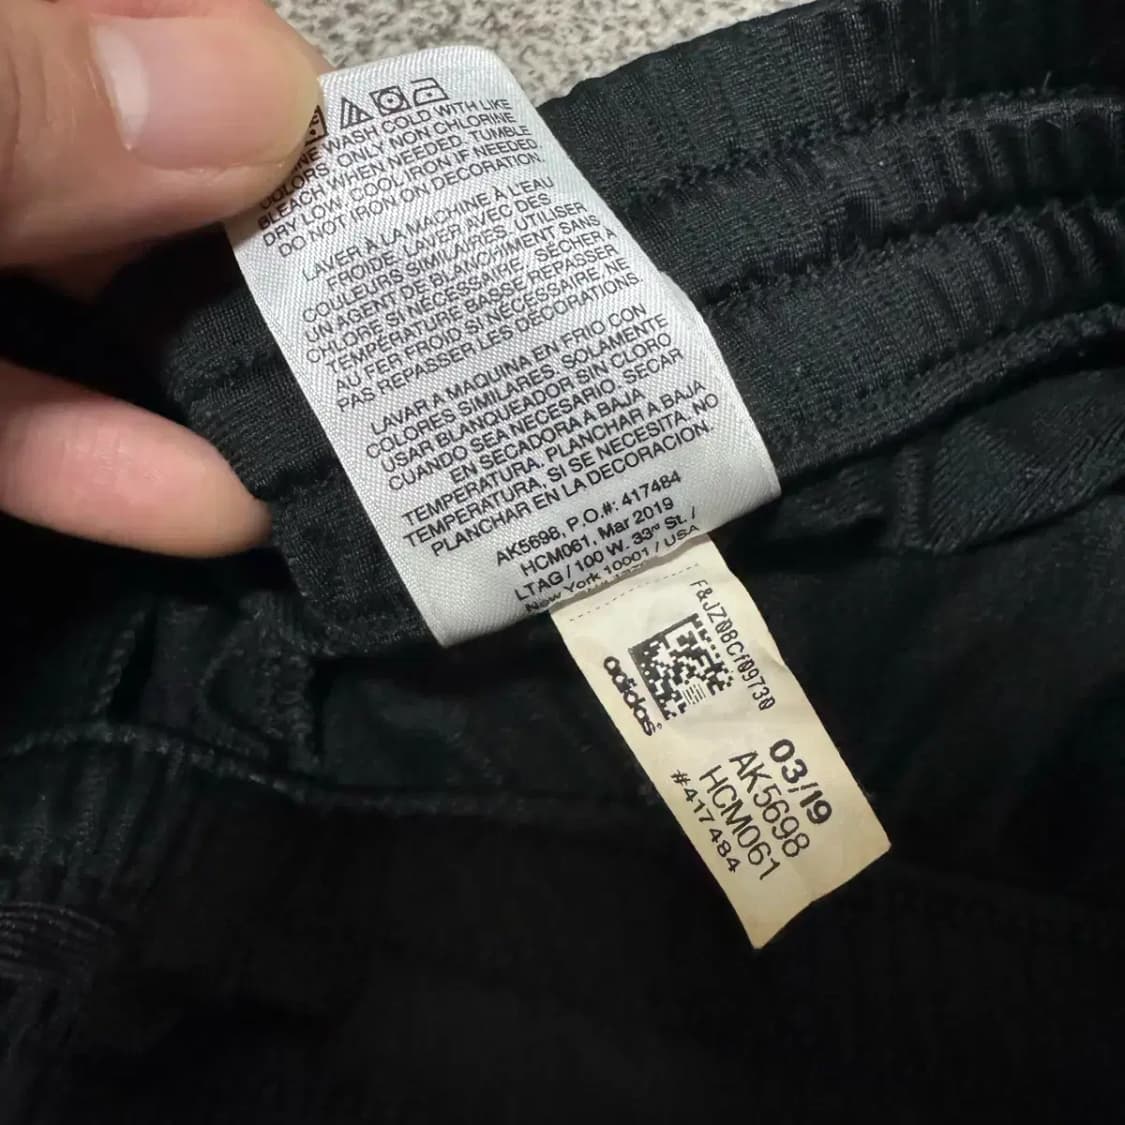 NE WASH COLD WITH LIKE
COLORS, ONLY NON CHLORINE
BLEACH WHEN NEEDED, TUMBLE
DRY LOW, COOL IRON IF NEEDED.
DO NOT IRON ON DECORATION.
LAVER À LA MACHINE À L'EAU
FROIDE, LAVER AVEC DES
COULEURS SIMILAIRES, UTILISER
UN AGENT DE BLANCHIMENT SANS
CHLORE SI NÉCESSAIRE, SÉCHER À
TEMPÉRATURE BASSE, REPASSER
AU FER FROID SI NÉCESSAIRE/NE
PAS REPASSER LES DÉCORATIONS.
LAVAR A MAQUINA EN FRIO CON
COLORES SIMILARES, SOLAMENTE
USAR BLANQUEADOR SIN CLORO
CUANDO SEA NECESARIO, SECAR
EN SECADORA A BAJA
TEMPERATURA, PLANCHAR A BAJA
TEMPERATURA, SI SE NECESITA, NO
PLANCHAR EN LA DECORACION.
AK5698, P.O.#: 417484
HCM061, Mar 2019
LTAG / 100 W. 33rd St. /
New York 10001 / USA
F&JZ08Cf09730
adidas
03/19
AK5698
HCM061
#417484